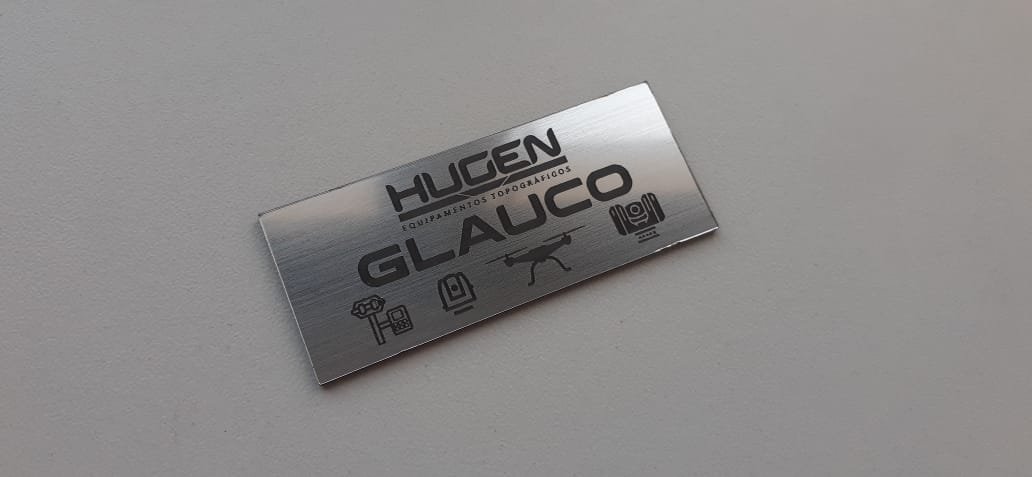 HUGEN
EQUIPAMENTOS TOPOGRÁFICOS
GLAUCO